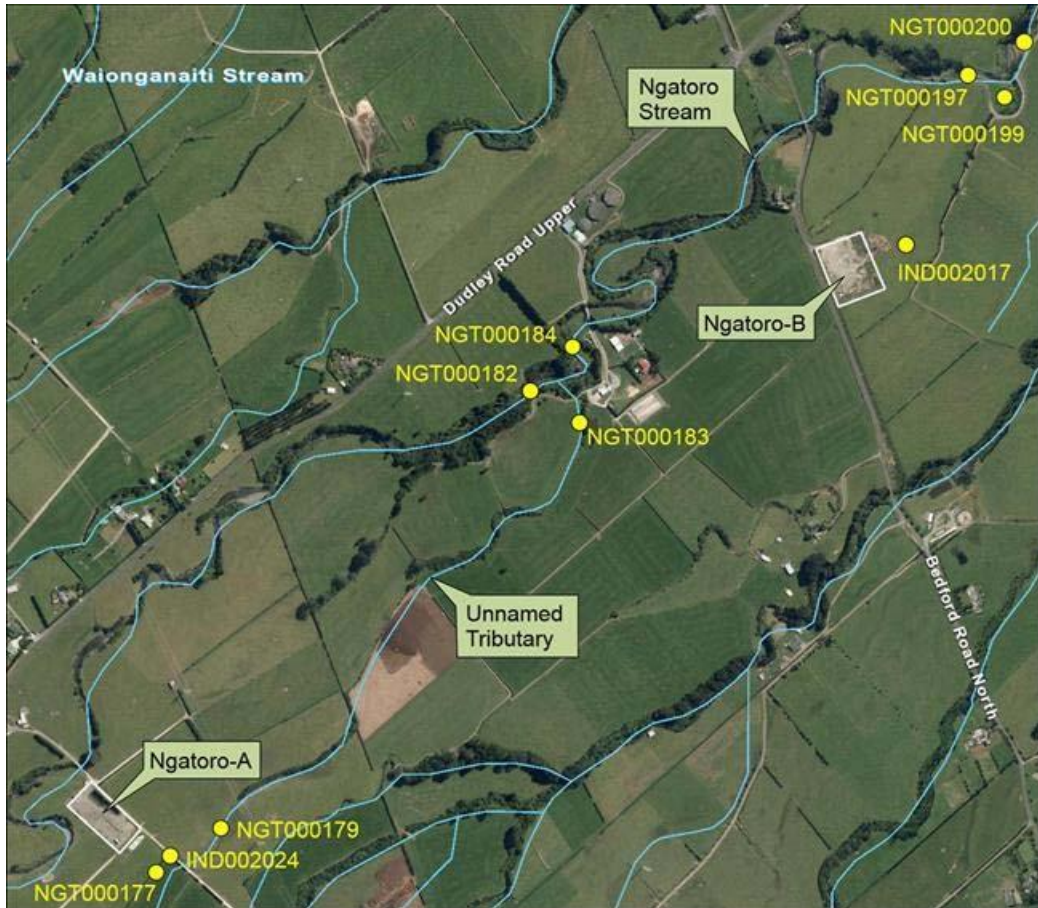 NGT000200
Waionganaiti Stream
Ngatoro
Stream
NGT000197
NGT000199
Dudley Road Upper
IND002017
Ngatoro-B
NGT000184
NGT000182
NGT000183
Unnamed
Tributary
Bedford Road North
Ngatoro-A
NGT000179
IND002024
NGT000177